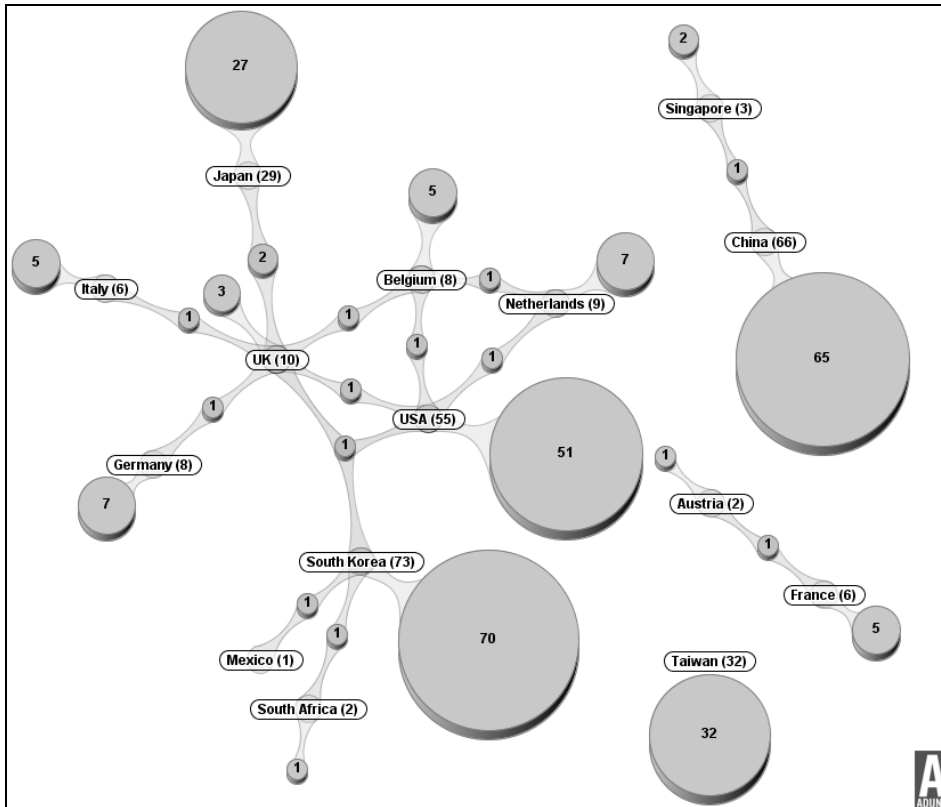 27
2
Singapore (3)
Japan (29)
1
5
China (66)
2
5
Italy (6)
3
Belgium (8)
1
7
Netherlands (9)
1
1
UK (10)
1
1
65
1
1
USA (55)
1
51
1
Germany (8)
7
Austria (2)
1
South Korea (73)
France (6)
1
1
70
5
Mexico (1)
Taiwan (32)
South Africa (2)
32
1
A